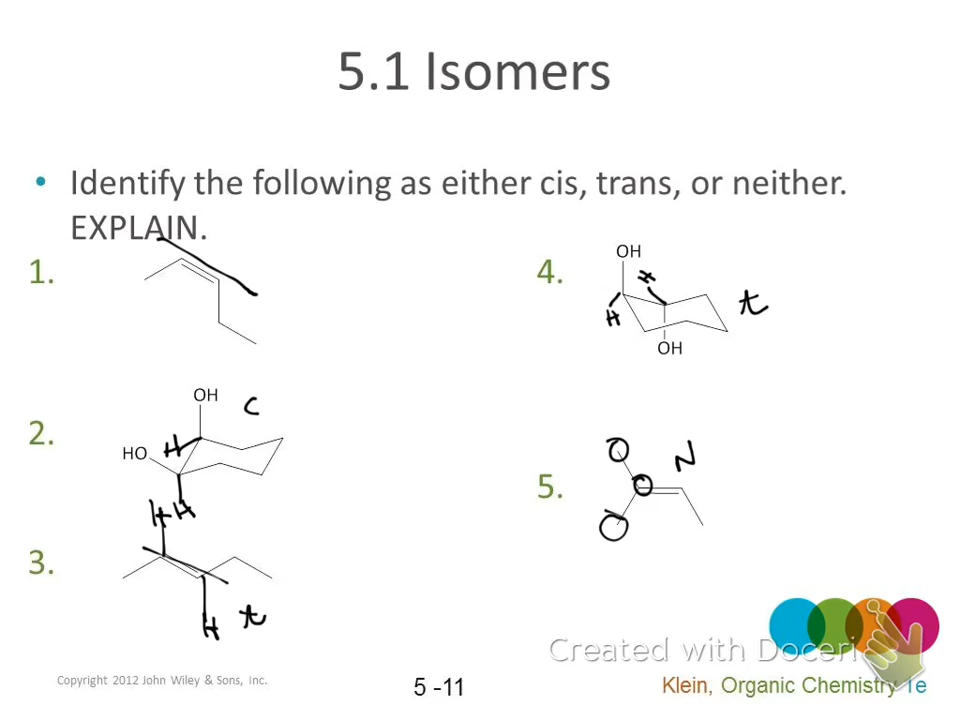 5.1 Isomers
• Identify the following as either cis, trans, or neither.
EXPLAIN.
1.
2.
OH
HO
H
H
C
3.
H
H
t
4.
OH
H
H
OH
t
5.
N
Created with Doceri
Copyright 2012 John Wiley & Sons, Inc.
5 -11
Klein, Organic Chemistry 1e